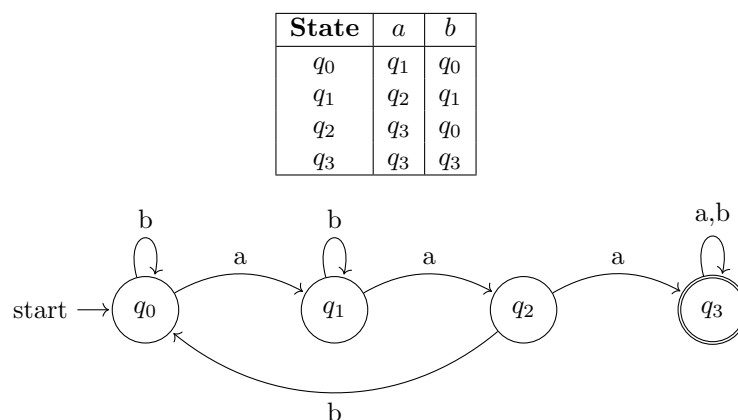 State a b
q0 q1 q0
q1 q2 q1
q2 q3 q0
q3 q3 q3
b b a,b
a a a
start q0 q1 q2 q3
b